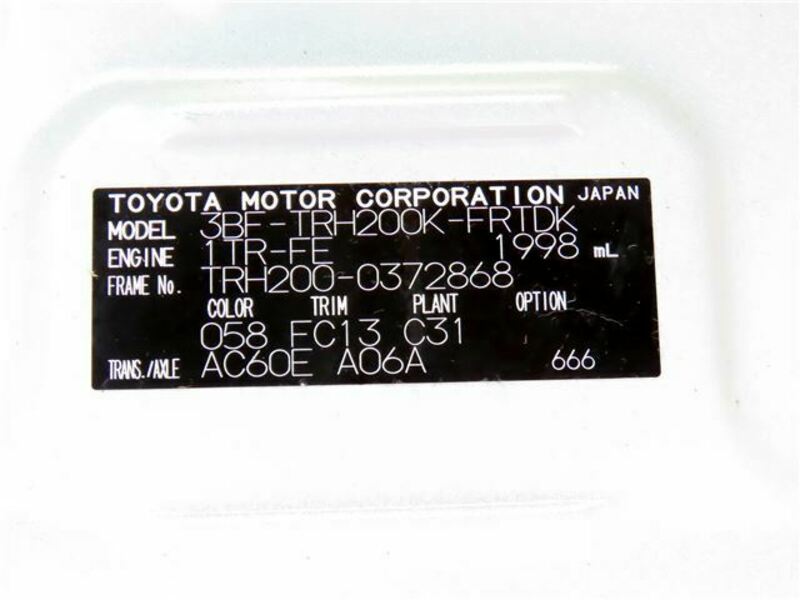 TOYOTA MOTOR CORPORATION JAPAN
MODEL 3BF-TRH200K-FRTDK
ENGINE 1TR-FE 1998 mL
FRAME No. TRH200-0372868
COLOR TRIM PLANT OPTION
058 FC13 C31
TRANS./AXLE AC60E A06A 666